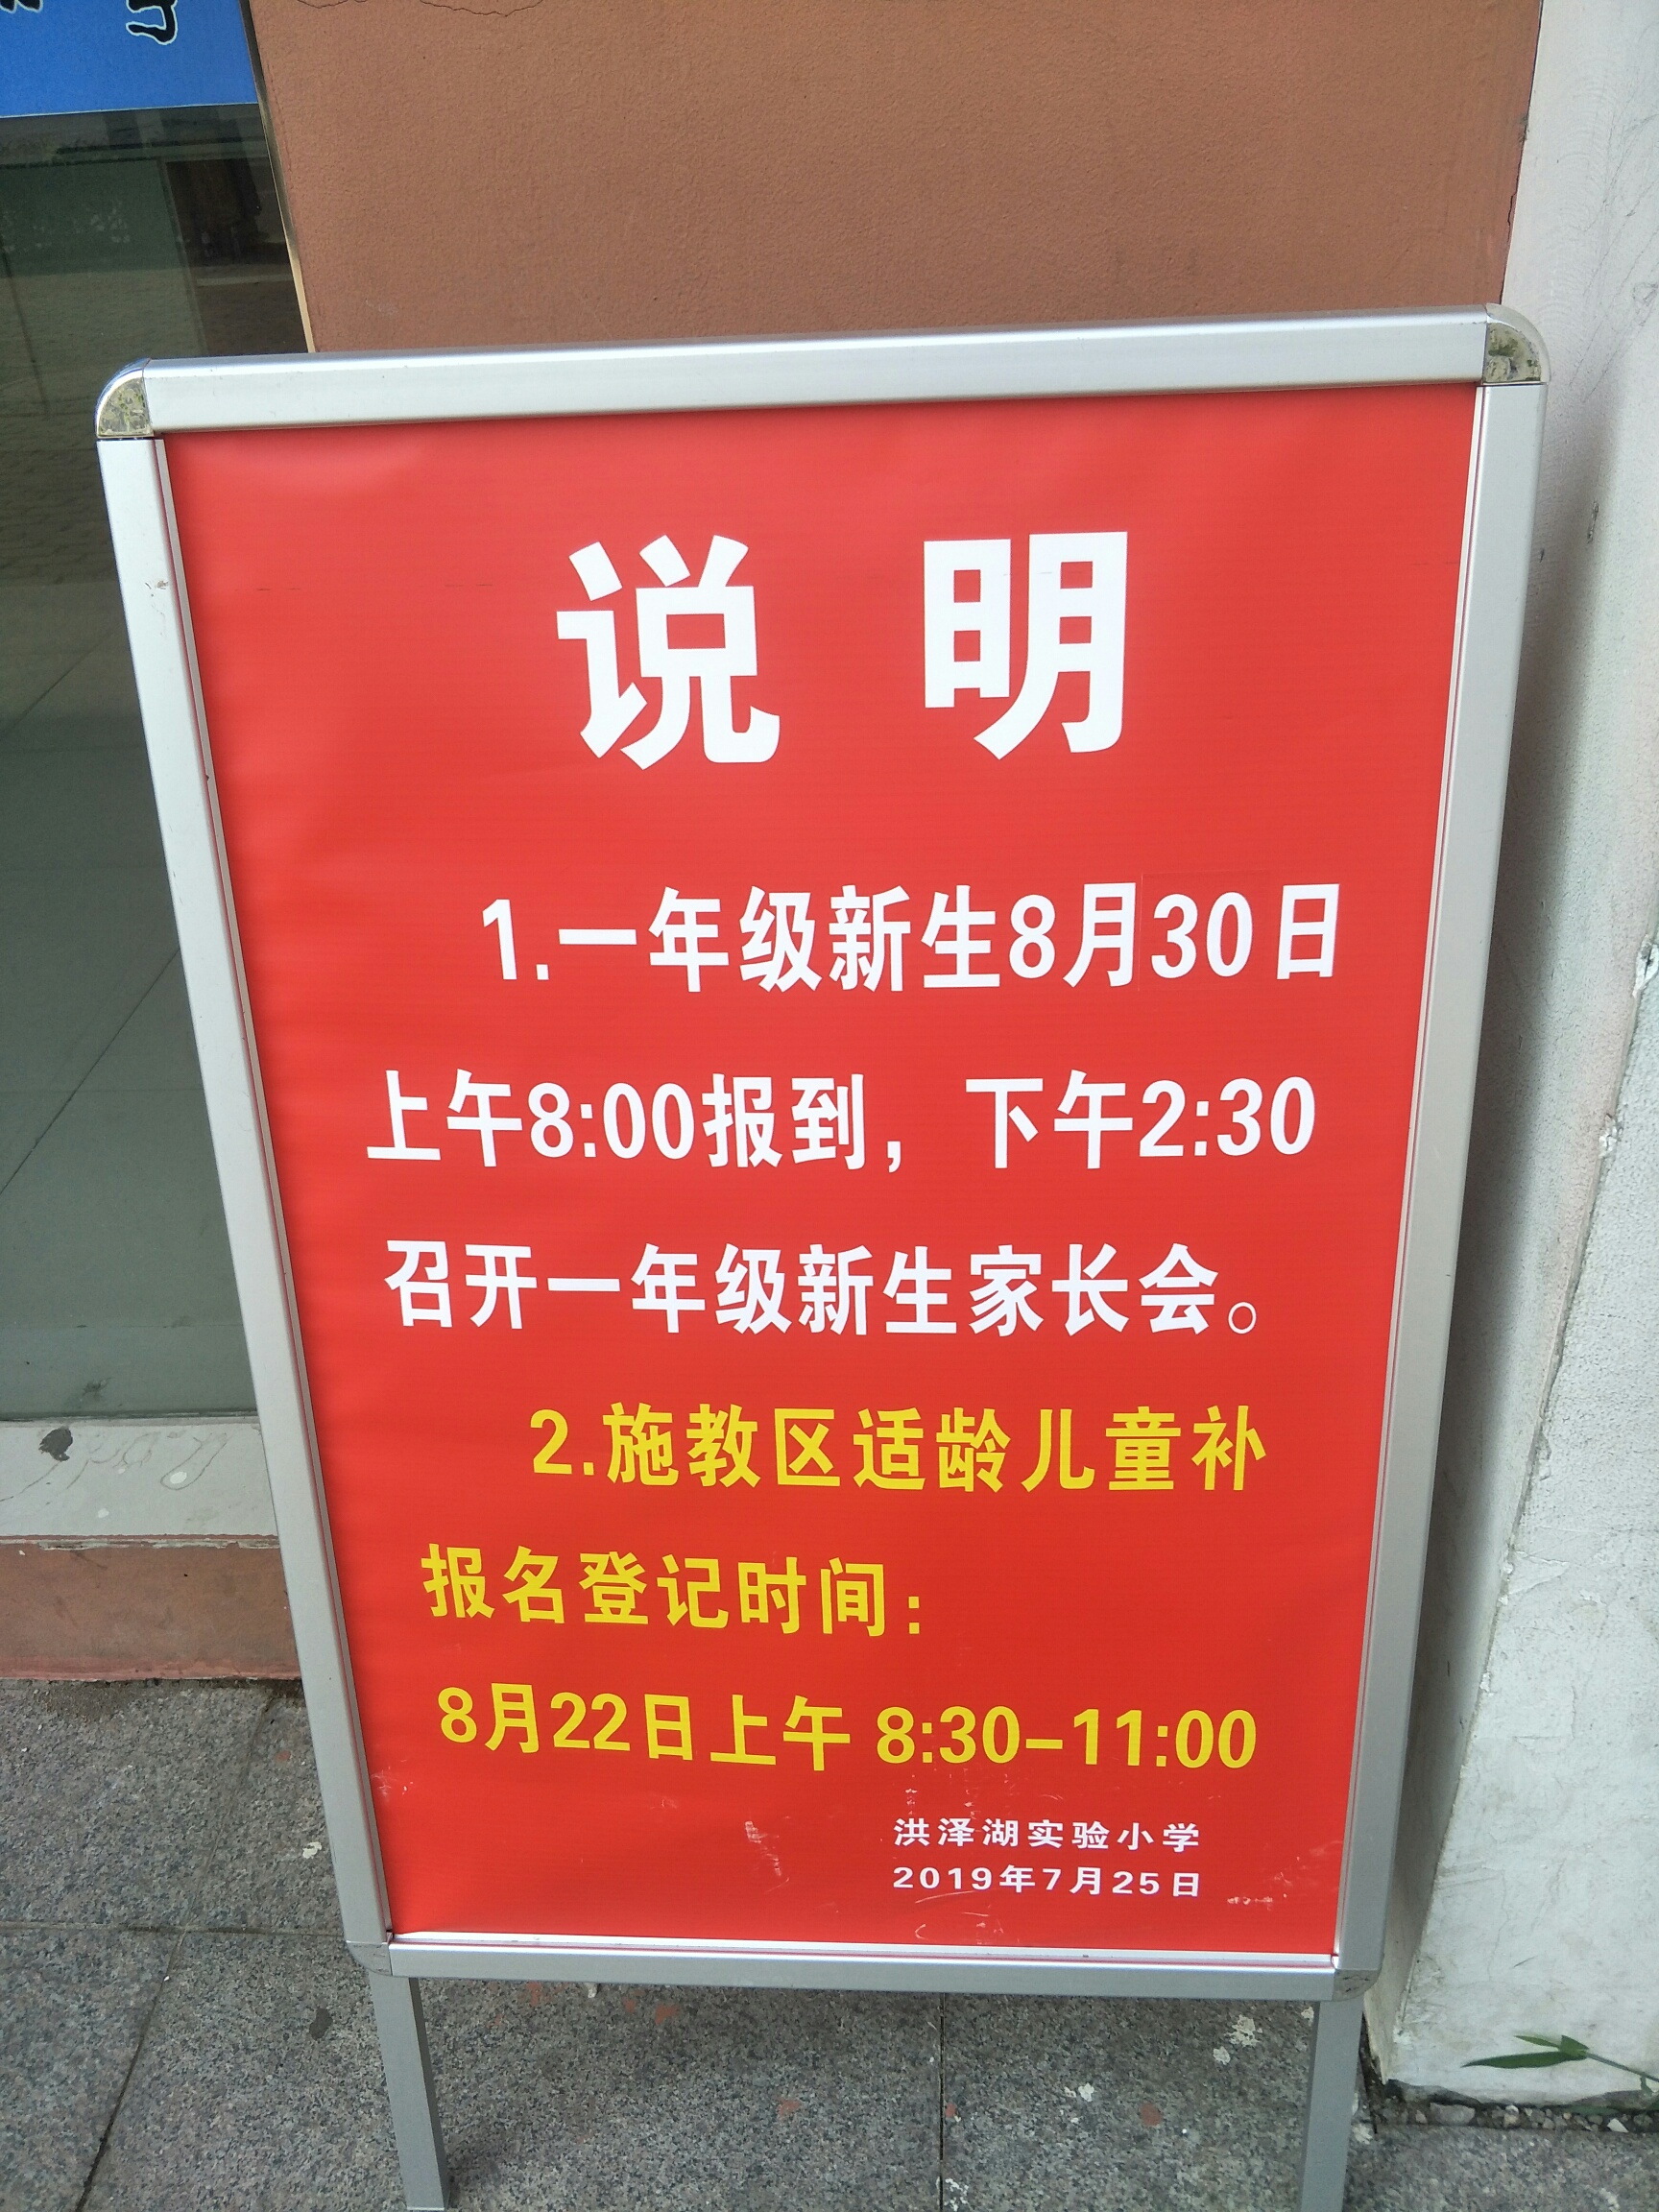 说 明
1.一年级新生8月30日
上午8:00报到，下午2:30
召开一年级新生家长会。
2.施教区适龄儿童补
报名登记时间:
8月22日上午 8:30-11:00
洪泽湖实验小学
2019年7月25日